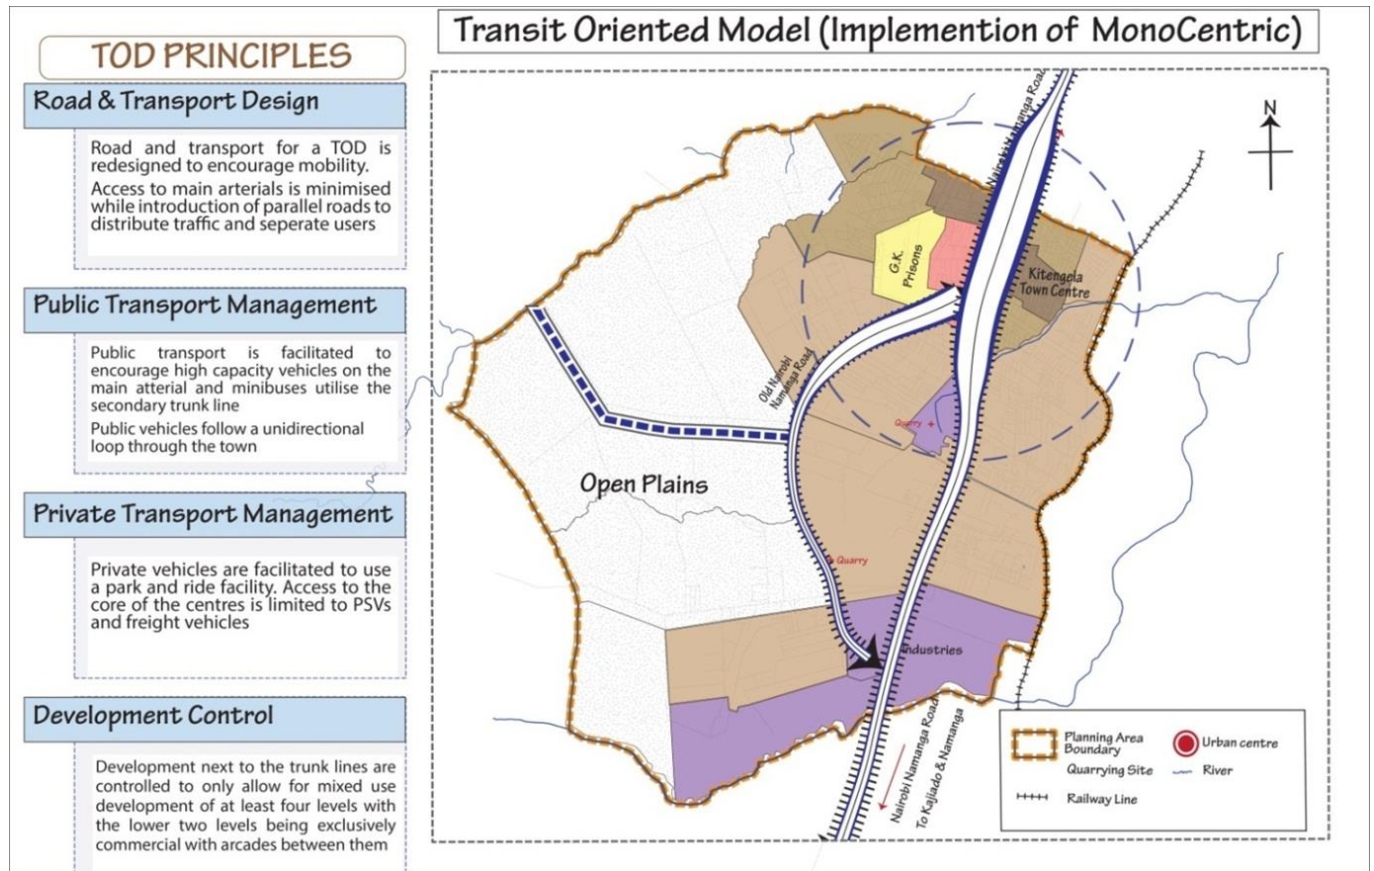 Transit Oriented Model (Implemention of MonoCentric)
TOD PRINCIPLES
Road & Transport Design
Road and transport for a TOD is
redesigned to encourage mobility.
Access to main arterials is minimised
while introduction of parallel roads to
distribute traffic and seperate users
Public Transport Management
Public transport is facilitated to
encourage high capacity vehicles on the
main atterial and minibuses utilise the
secondary trunk line
Public vehicles follow a unidirectional
loop through the town
Private Transport Management
Private vehicles are facilitated to use
a park and ride facility. Access to the
core of the centres is limited to PSVs
and freight vehicles
Development Control
Development next to the trunk lines are
controlled to only allow for mixed use
development of at least four levels with
the lower two levels being exclusively
commercial with arcades between them
Nairobi Namanga Road
N
G.K.
Prisons
Kitengela
Town Centre
Old Nairobi
Namanga Road
Quarry
Open Plains
Quarry
Industries
Nairobi Namanga Road
To Kajiado & Namanga
Planning Area
Boundary
Urban centre
Quarrying Site
River
Railway Line